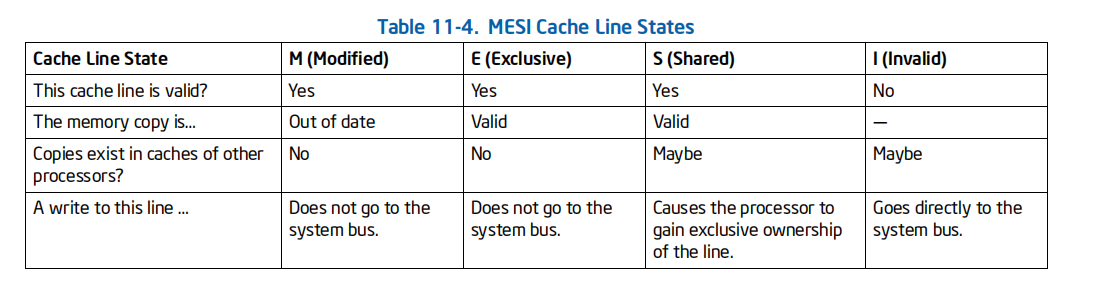 Table 11-4. MESI Cache Line States
Cache Line State M (Modified) E (Exclusive) S (Shared) I (Invalid)
This cache line is valid? Yes Yes Yes No
The memory copy is... Out of date Valid Valid —
Copies exist in caches of other No No Maybe Maybe
processors?
A write to this line ... Does not go to the Does not go to the Causes the processor to Goes directly to the
system bus. system bus. gain exclusive ownership system bus.
of the line.